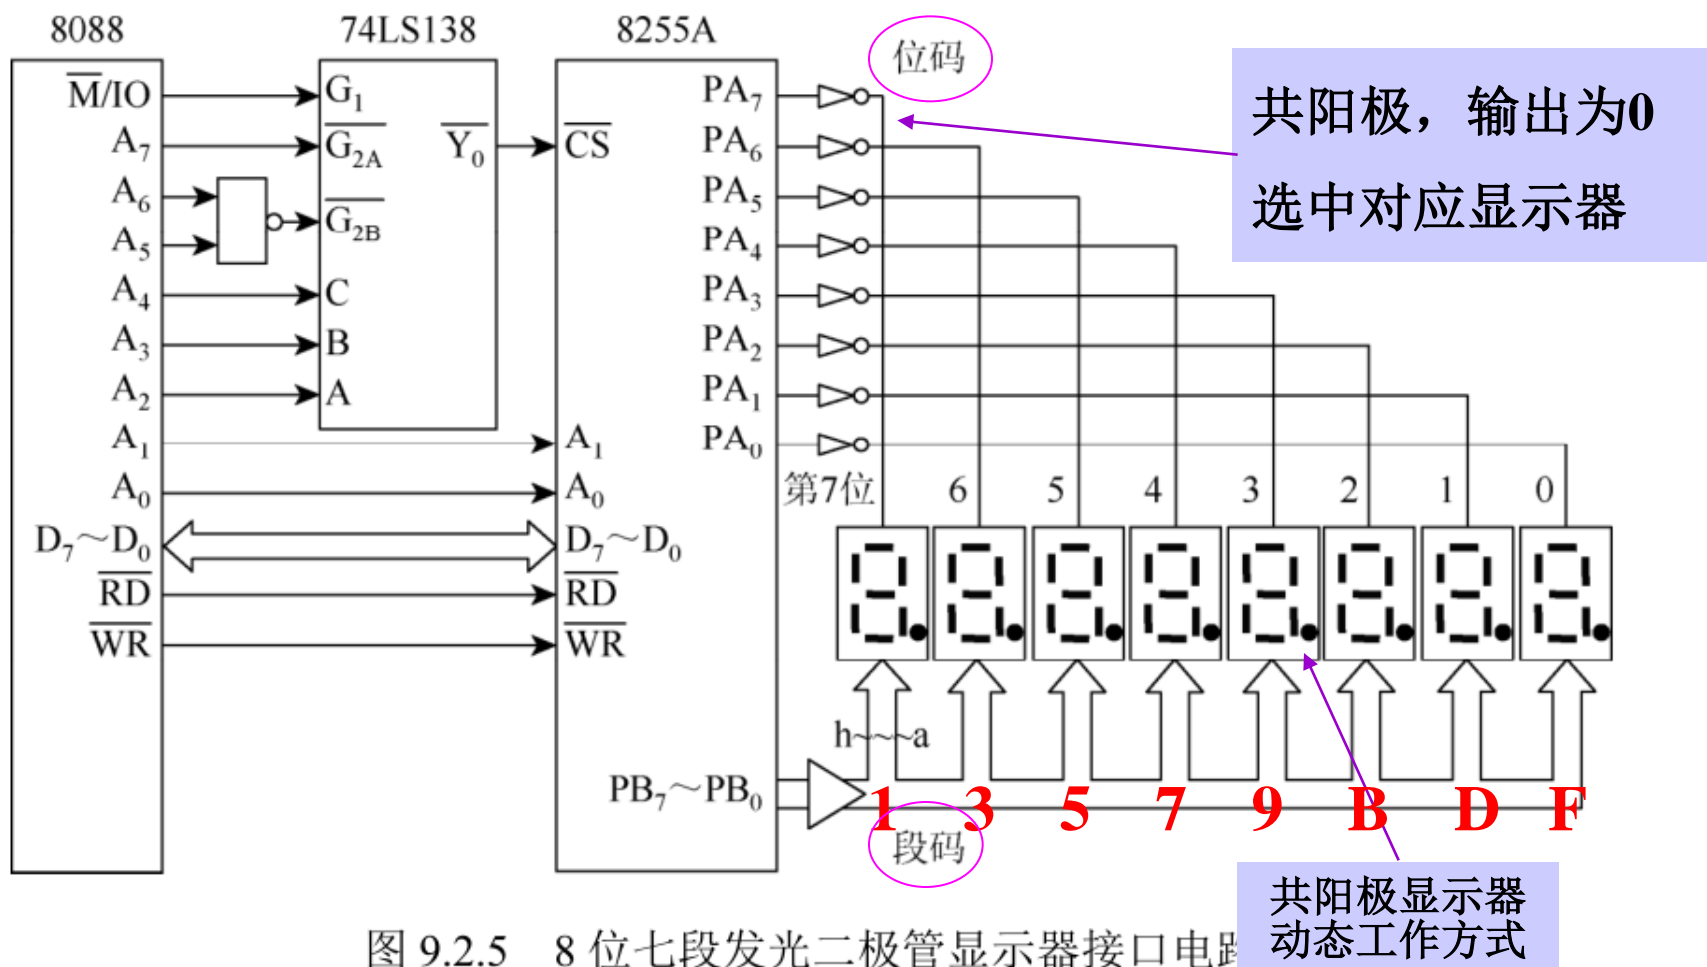 8088
74LS138
8255A
位码
M/IO
A7
A6
A5
A4
A3
A2
A1
A0
D7～D0
RD
WR
G1
G2A
G2B
C
B
A
Y0
CS
A1
A0
D7～D0
RD
WR
PA7
PA6
PA5
PA4
PA3
PA2
PA1
PA0
PB7～PB0
共阳极，输出为0
选中对应显示器
第7位 6 5 4 3 2 1 0
h~~~a
1 3 5 7 9 B D F
段码
共阳极显示器
动态工作方式
图 9.2.5 8 位七段发光二极管显示器接口电